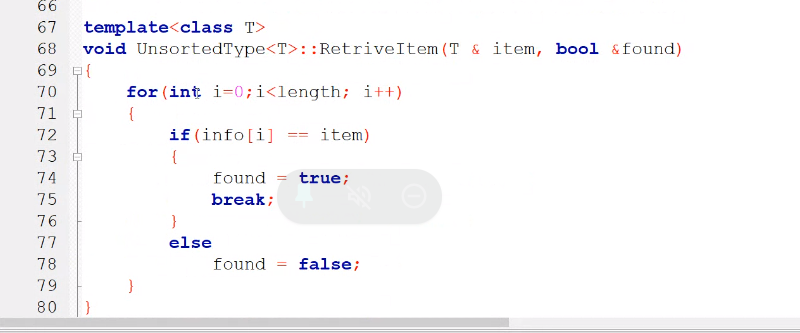 66
67 template<class T>
68 void UnsortedType<T>::RetriveItem(T & item, bool &found)
69 {
70 for(int i=0;i<length; i++)
71 {
72 if(info[i] == item)
73 {
74 found = true;
75 break;
76 }
77 else
78 found = false;
79 }
80 }